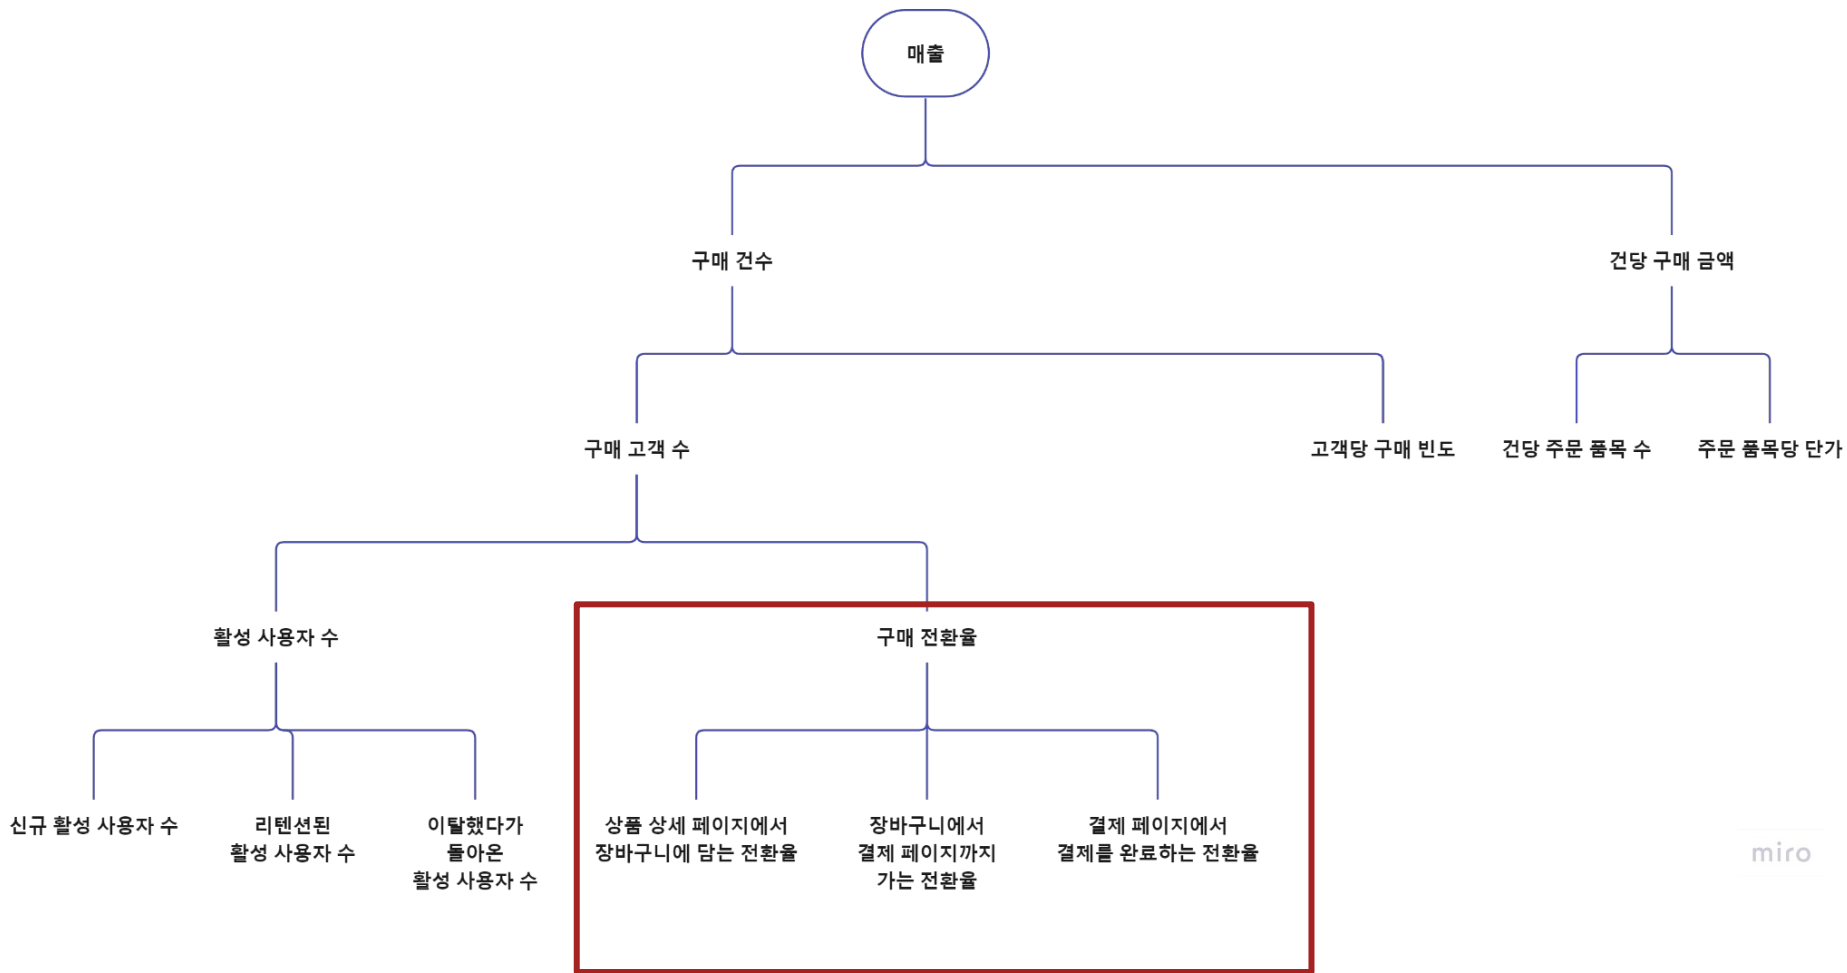 매출
구매 건수
건당 구매 금액
구매 고객 수
고객당 구매 빈도
건당 주문 품목 수
주문 품목당 단가
활성 사용자 수
구매 전환율
신규 활성 사용자 수
리텐션된
활성 사용자 수
이탈했다가
돌아온
활성 사용자 수
상품 상세 페이지에서
장바구니에 담는 전환율
장바구니에서
결제 페이지까지
가는 전환율
결제 페이지에서
결제를 완료하는 전환율
miro